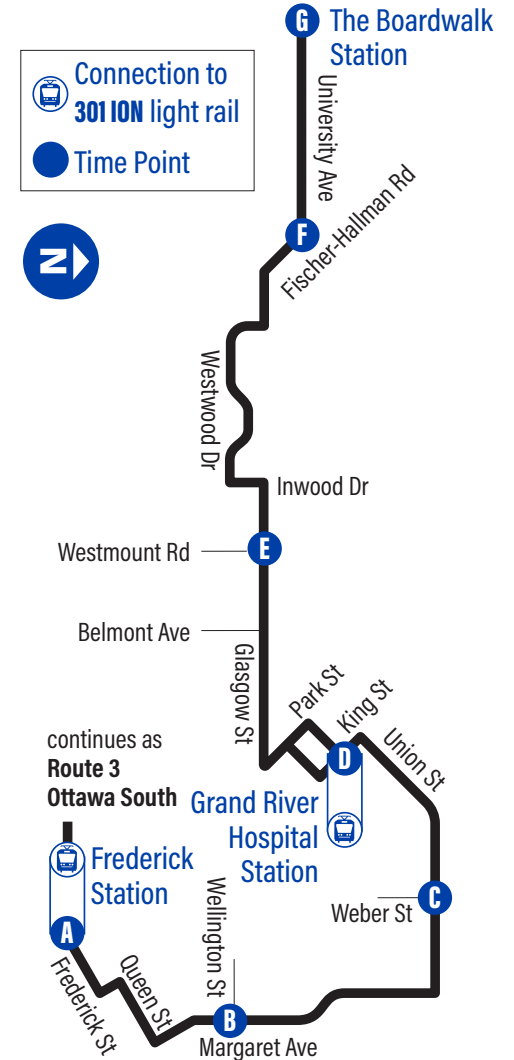 G
The Boardwalk
Station
Connection to
301 ION light rail
Time Point
N
University Ave
F
Fischer-Hallman Rd
Westwood Dr
Inwood Dr
Westmount Rd
E
Belmont Ave
Glasgow St
Park St
King St
Union St
D
Grand River
Hospital
Station
continues as
Route 3
Ottawa South
Frederick
Station
A
Frederick St
Queen St
Wellington St
B
Margaret Ave
Weber St
C